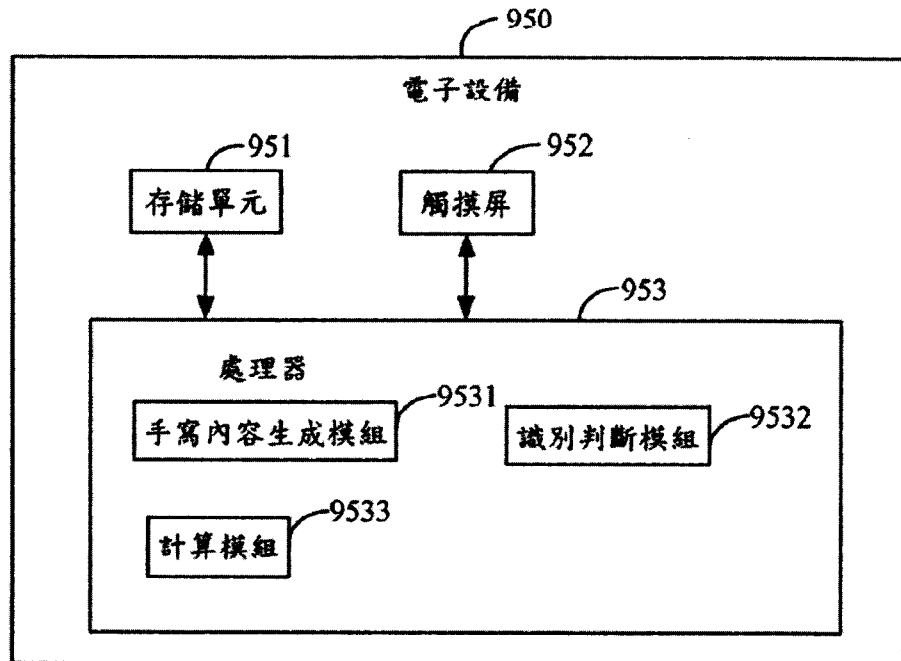 950
電子設備
951
952
存儲單元
觸摸屏
953
處理器
9531
9532
手寫內容生成模組
識別判斷模組
9533
計算模組